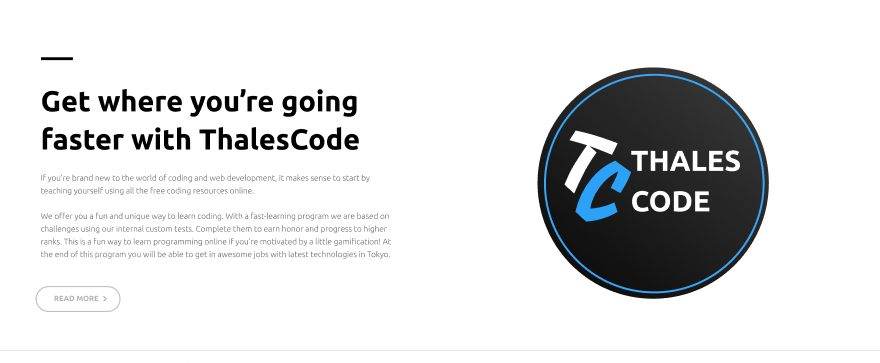 Get where you’re going
faster with ThalesCode
If you’re brand new to the world of coding and web development, it makes sense to start by
teaching yourself using all the free coding resources online.
We offer you a fun and unique way to learn coding. With a fast-learning program we are based on
challenges using our internal custom tests. Complete them to earn honor and progress to higher
ranks. This is a fun way to learn programming online if you’re motivated by a little gamification! At
the end of this program you will be able to get in awesome jobs with latest technologies in Tokyo.
READ MORE
TC
THALES
CODE